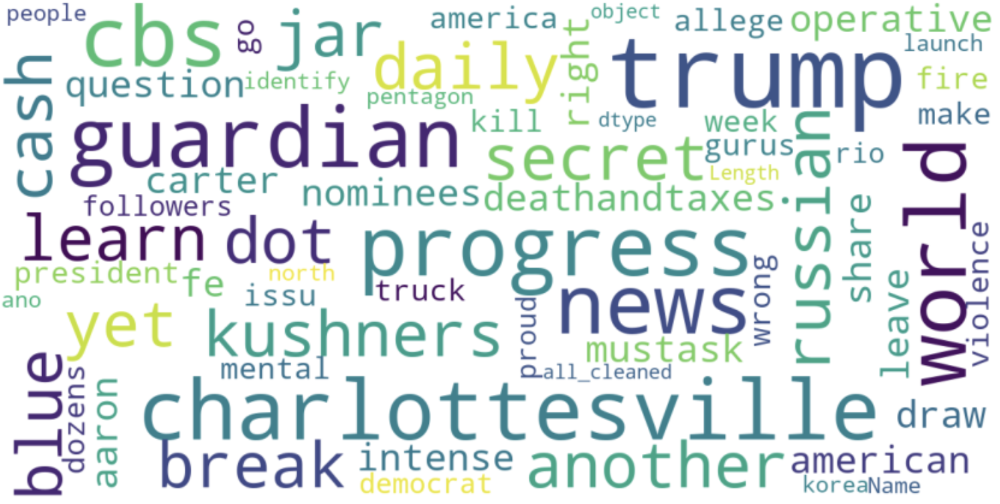 people
cbs
go
jar
america
object
allege
operative
launch
cash
question
identify
daily
pentagon
right
trump
fire
make
guardian
kill
dtype
week
secret
gurus
rio
Length
russian
world
carter
nominees
deathandtaxes.
followers
learn
dot
progress
share
violence
president
fe
north
issu
truck
ano
yet
kushners
proud
news
wrong
mustask
leave
mental
all_cleaned
blue
dozens
aaron
charlottesville
draw
break
intense
democrat
another
american
korea
Name